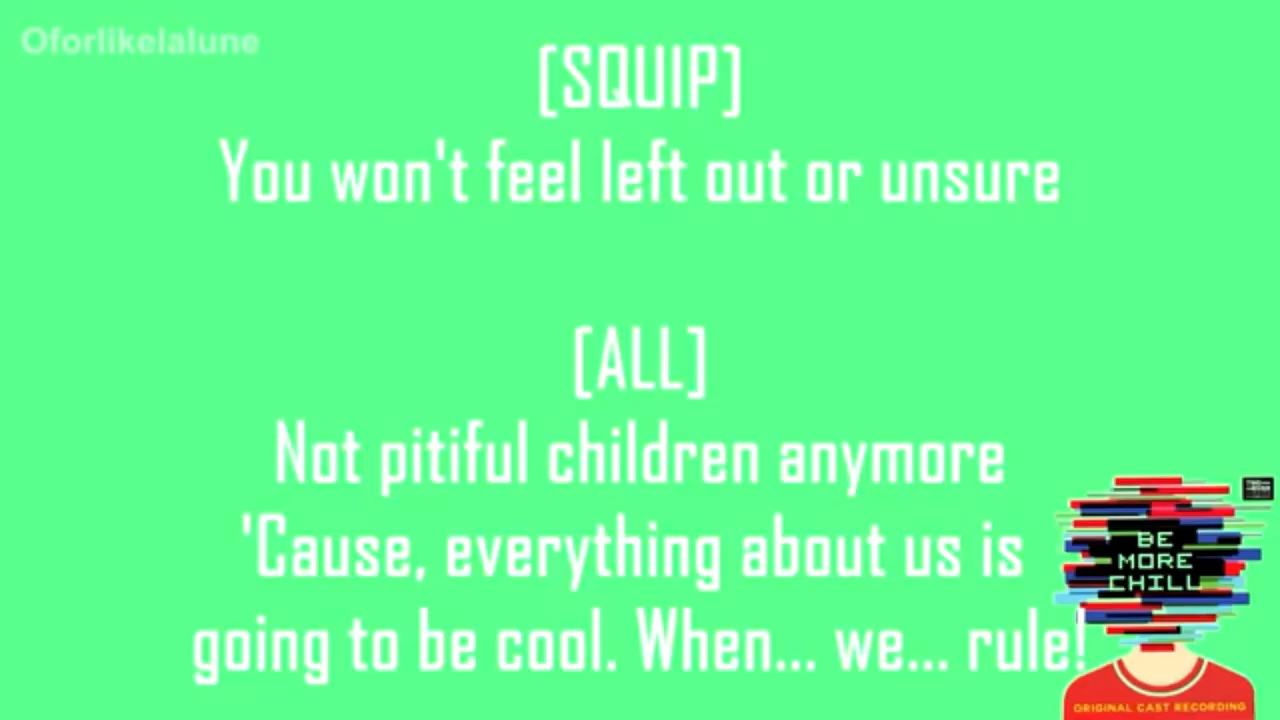 Oforlikelalune
[SQUIP]
You won't feel left out or unsure
[ALL]
Not pitiful children anymore
'Cause, everything about us is
going to be cool. When... we... rule!
BE
MORE
CHILL
ORIGINAL CAST RECORDING